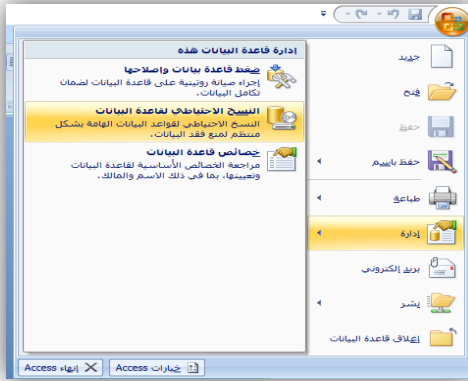 إدارة قاعدة البيانات هذه
ضغط قاعدة بيانات وإصلاحها
إجراء صيانة روتينية على قاعدة البيانات لضمان
تكامل البيانات.
النسخ الاحتياطي لقاعدة البيانات
النسخ الاحتياطي لقواعد البيانات الهامة بشكل
منتظم لمنع فقد البيانات.
خصائص قاعدة البيانات
مراجعة الخصائص الأساسية لقاعدة البيانات
وتعيينها، بما في ذلك الاسم والمالك.
جديد
فتح
حفظ
حفظ باسم
طباعة
إدارة
بريد إلكتروني
نشر
إغلاق قاعدة البيانات
خيارات Access
إنهاء Access